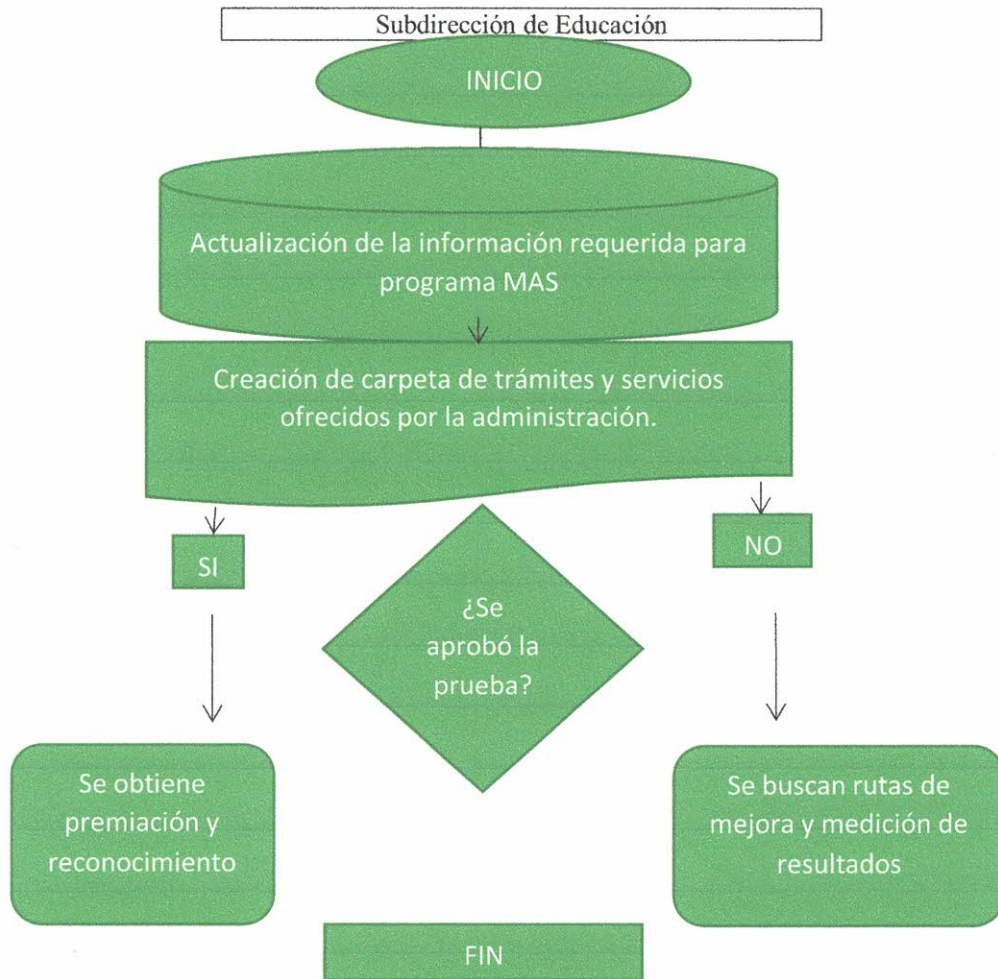 Subdirección de Educación
INICIO
Actualización de la información requerida para
programa MAS
Creación de carpeta de trámites y servicios
ofrecidos por la administración.
SI
NO
¿Se
aprobó la
prueba?
Se obtiene
premiación y
reconocimiento
Se buscan rutas de
mejora y medición de
resultados
FIN